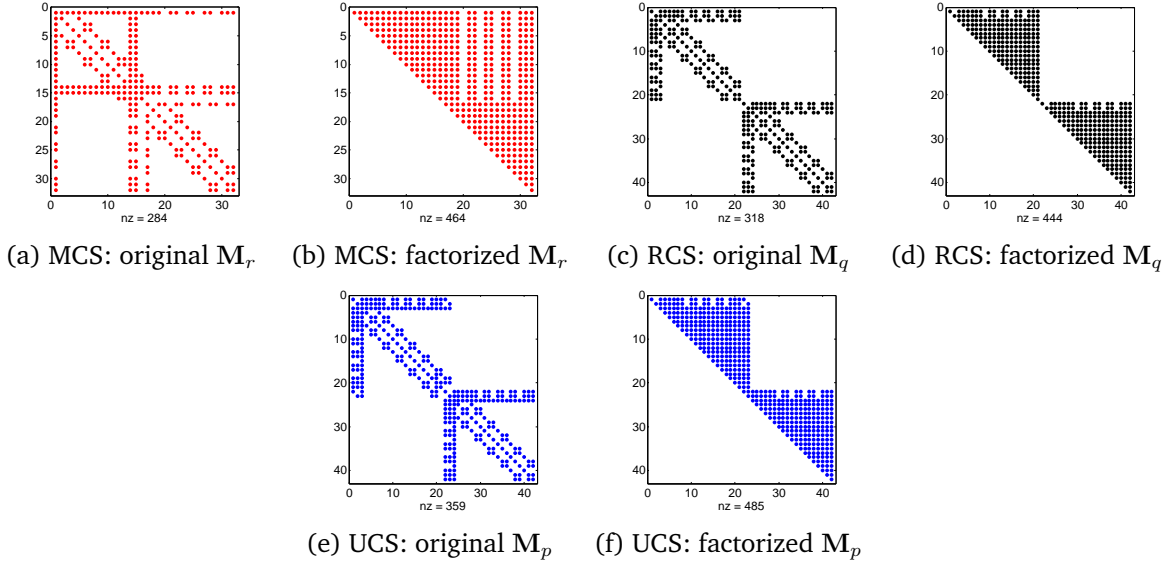 0
5
10
15
20
25
30
0 10 20 30
nz = 284
(a) MCS: original M_r
0
5
10
15
20
25
30
0 10 20 30
nz = 464
(b) MCS: factorized M_r
0
10
20
30
40
0 10 20 30 40
nz = 318
(c) RCS: original M_q
0
10
20
30
40
0 10 20 30 40
nz = 444
(d) RCS: factorized M_q
0
10
20
30
40
0 10 20 30 40
nz = 359
(e) UCS: original M_p
0
10
20
30
40
0 10 20 30 40
nz = 485
(f) UCS: factorized M_p